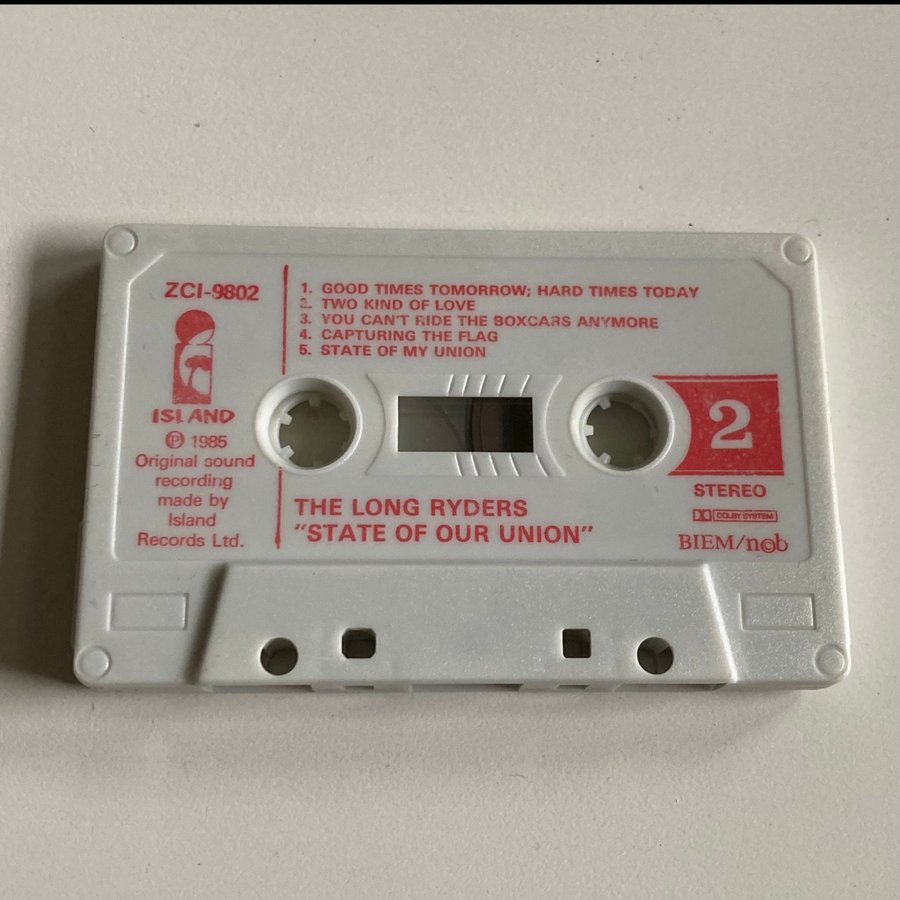 ZCI-9802
ISLAND
Ⓟ 1985
Original sound
recording
made by
Island
Records Ltd.
1. GOOD TIMES TOMORROW; HARD TIMES TODAY
2. TWO KIND OF LOVE
3. YOU CAN'T RIDE THE BOXCARS ANYMORE
4. CAPTURING THE FLAG
5. STATE OF MY UNION
THE LONG RYDERS
"STATE OF OUR UNION"
2
STEREO
DOLBY SYSTEM
BIEM/ncb